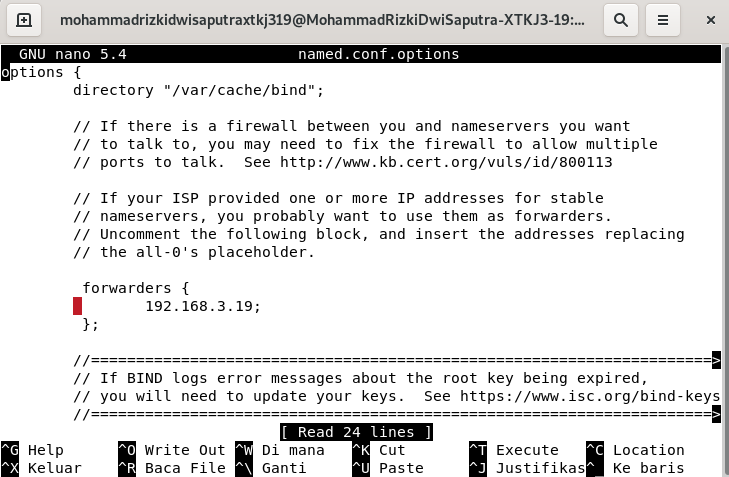 mohammadrizkidwisaputraxtkj319@MohammadRizkiDwiSaputra-XTKJ3-19:...
GNU nano 5.4 named.conf.options
options {
        directory "/var/cache/bind";

        // If there is a firewall between you and nameservers you want
        // to talk to, you may need to fix the firewall to allow multiple
        // ports to talk.  See http://www.kb.cert.org/vuls/id/800113

        // If your ISP provided one or more IP addresses for stable
        // nameservers, you probably want to use them as forwarders.
        // Uncomment the following block, and insert the addresses replacing
        // the all-0's placeholder.

         forwarders {
                192.168.3.19;
         };

        //=====================================================================>
        // If BIND logs error messages about the root key being expired,
        // you will need to update your keys.  See https://www.isc.org/bind-keys
        //=====================================================================>
[ Read 24 lines ]
^G Help ^O Write Out ^W Di mana ^K Cut ^T Execute ^C Location
^X Keluar ^R Baca File ^\ Ganti ^U Paste ^J Justifikas ^_ Ke baris